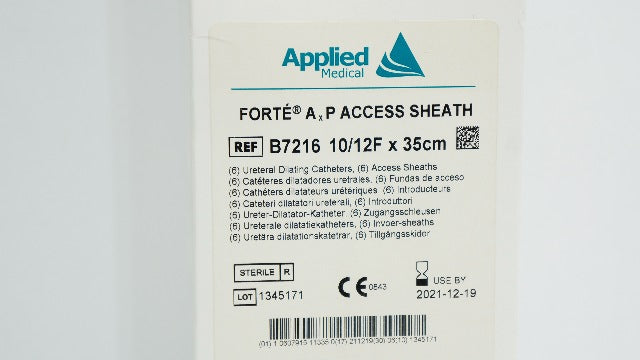 Applied
Medical
FORTÉ® AxP ACCESS SHEATH
REF B7216 10/12F x 35cm
(6) Ureteral Dilating Catheters, (6) Access Sheaths
(6) Catéteres dilatadores uretrales, (6) Fundas de acceso
(6) Cathéters dilatateurs urétériques (6) Introducteurs
(6) Cateteri dilatatori ureterali, (6) Introduttori
(6) Ureter-Dilatator-Katheter, (6) Zugangsschleusen
(6) Ureterale dilatatiekatheters, (6) Invoer-sheaths
(6) Uretära dilatationskatetrar, (6) Tillgångsskidor
STERILE R
CE 0843
USE BY
LOT 1345171
2021-12-19